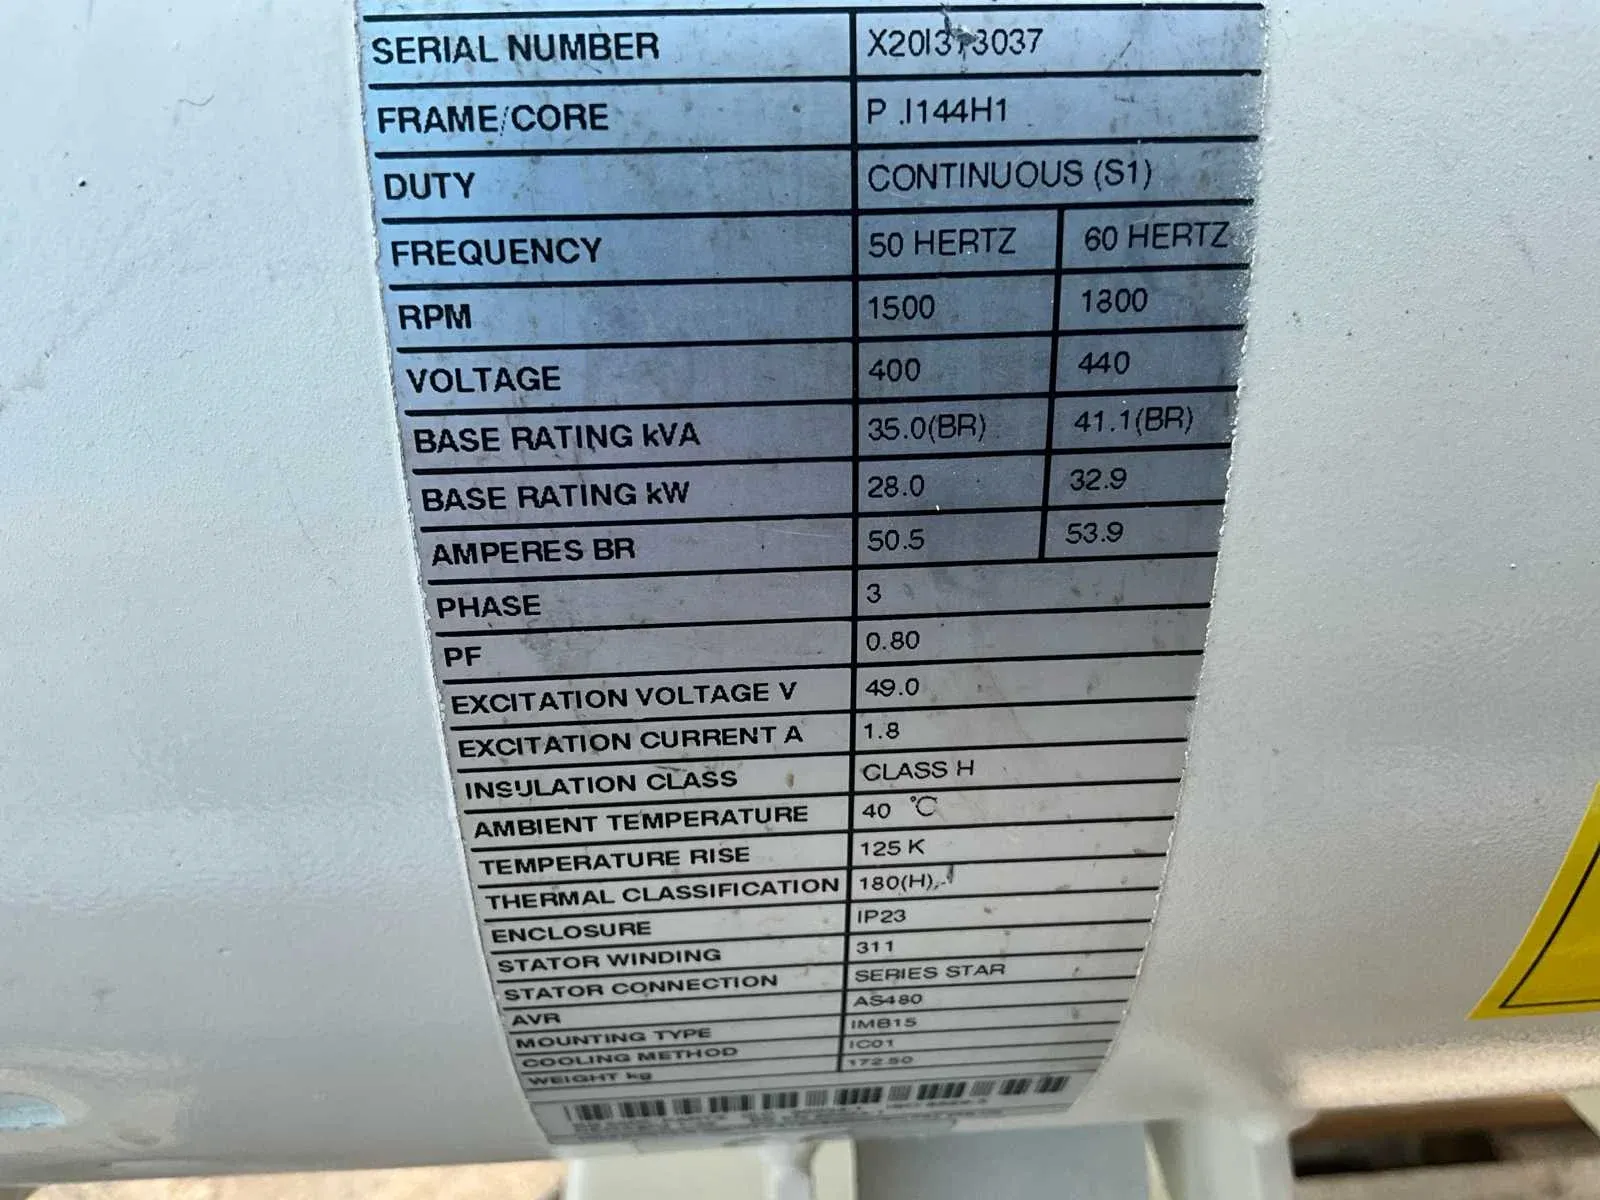 SERIAL NUMBER
FRAME/CORE P .I144H1
DUTY CONTINUOUS (S1)
FREQUENCY 50 HERTZ 60 HERTZ
RPM 1500 1800
VOLTAGE 400 440
BASE RATING kVA 35.0(BR) 41.1(BR)
BASE RATING kW 28.0 32.9
AMPERES BR 50.5 53.9
PHASE 3
PF 0.80
EXCITATION VOLTAGE V 49.0
EXCITATION CURRENT A 1.8
INSULATION CLASS CLASS H
AMBIENT TEMPERATURE 40 °C
TEMPERATURE RISE 125 K
THERMAL CLASSIFICATION 180(H)
ENCLOSURE IP23
STATOR WINDING 311
STATOR CONNECTION SERIES STAR
AVR AS480
MOUNTING TYPE IMB15
COOLING METHOD IC01
WEIGHT kg 172.50